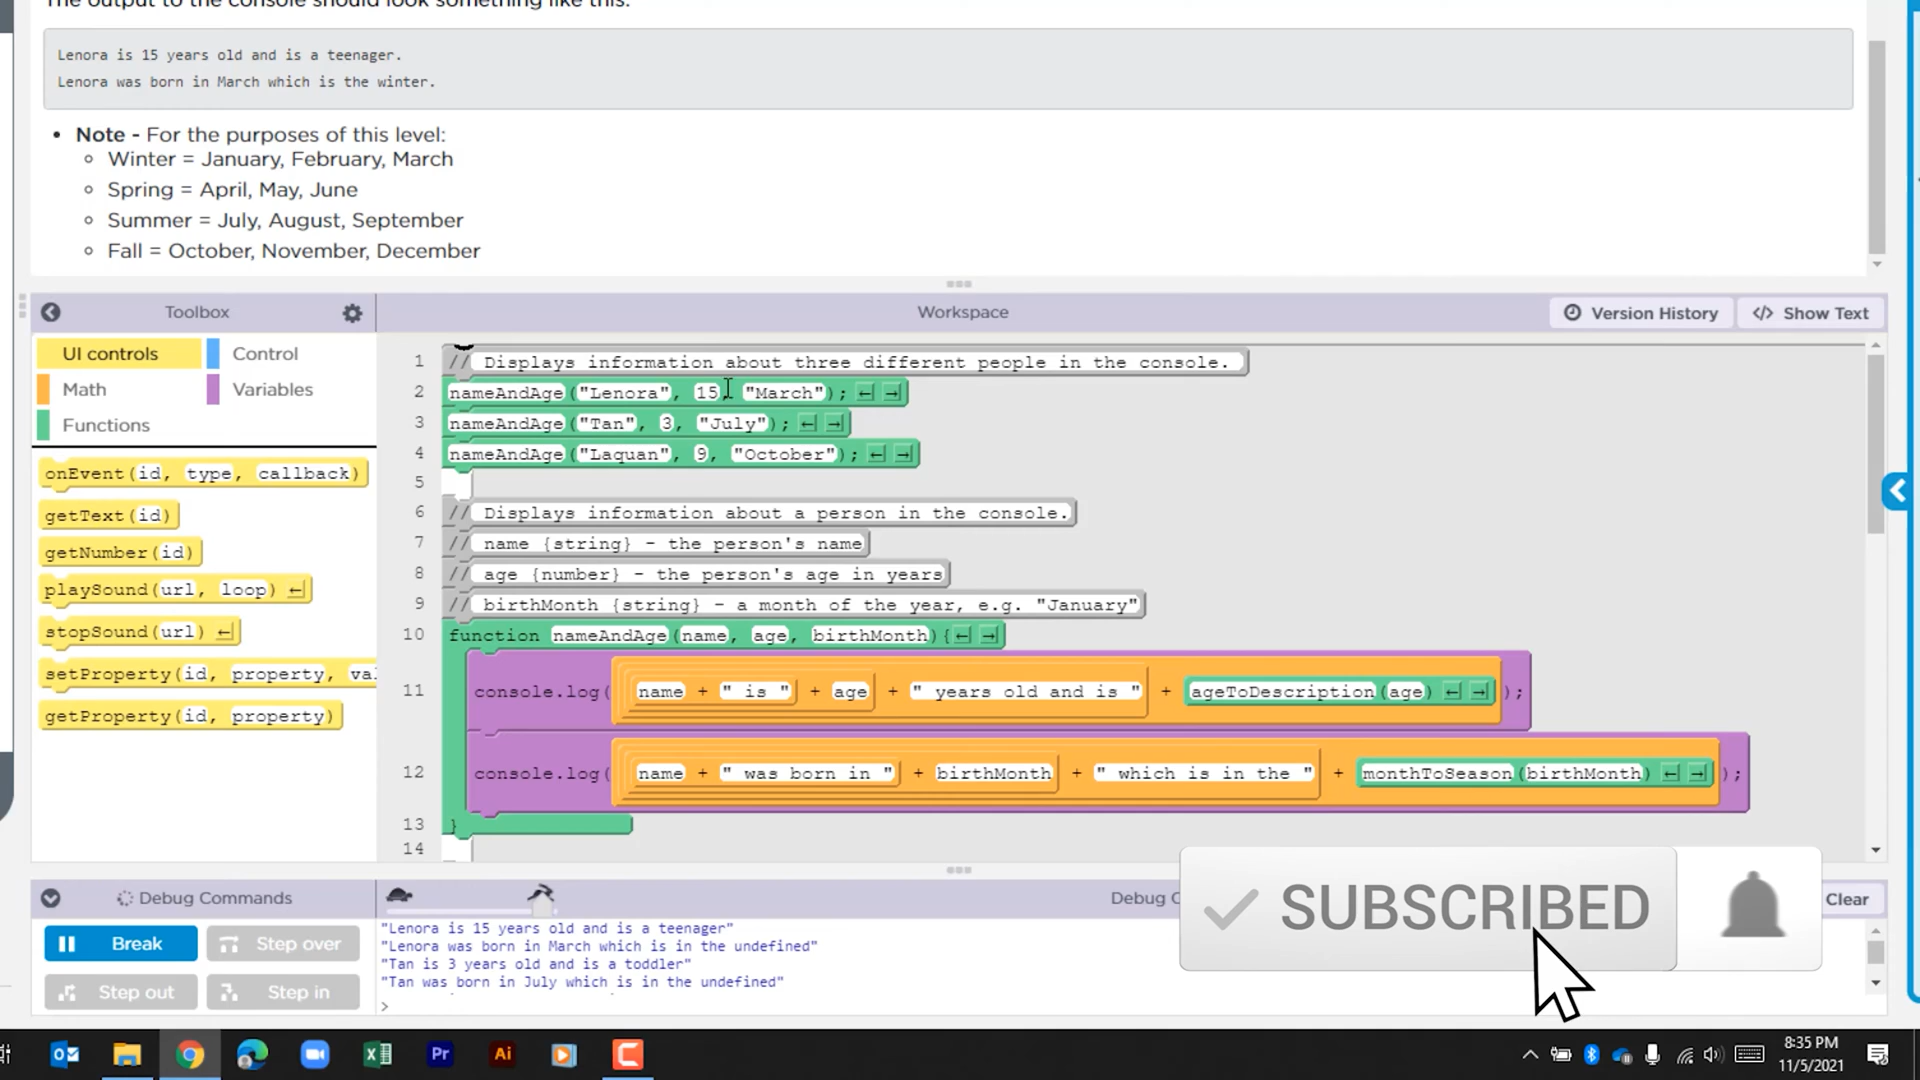 The output to the console should look something like this:
Lenora is 15 years old and is a teenager.
Lenora was born in March which is the winter.
Note - For the purposes of this level:
Winter = January, February, March
Spring = April, May, June
Summer = July, August, September
Fall = October, November, December
Toolbox
Workspace
Version History
</> Show Text
UI controls
Control
Math
Variables
Functions
onEvent(id, type, callback)
getText(id)
getNumber(id)
playSound(url, loop)
stopSound(url)
setProperty(id, property, val
getProperty(id, property)
1 // Displays information about three different people in the console.
2 nameAndAge("Lenora", 15, "March");
3 nameAndAge("Tan", 3, "July");
4 nameAndAge("Laquan", 9, "October");
5
6 // Displays information about a person in the console.
7 // name {string} - the person's name
8 // age {number} - the person's age in years
9 // birthMonth {string} - a month of the year, e.g. "January"
10 function nameAndAge(name, age, birthMonth){
11 console.log(name + " is " + age + " years old and is " + ageToDescription(age));
12 console.log(name + " was born in " + birthMonth + " which is in the " + monthToSeason(birthMonth));
13 }
14
Debug Commands
Debug C
Clear
Break
Step over
Step out
Step in
"Lenora is 15 years old and is a teenager"
"Lenora was born in March which is in the undefined"
"Tan is 3 years old and is a toddler"
"Tan was born in July which is in the undefined"
>
SUBSCRIBED
Pr
Ai
8:35 PM
11/5/2021